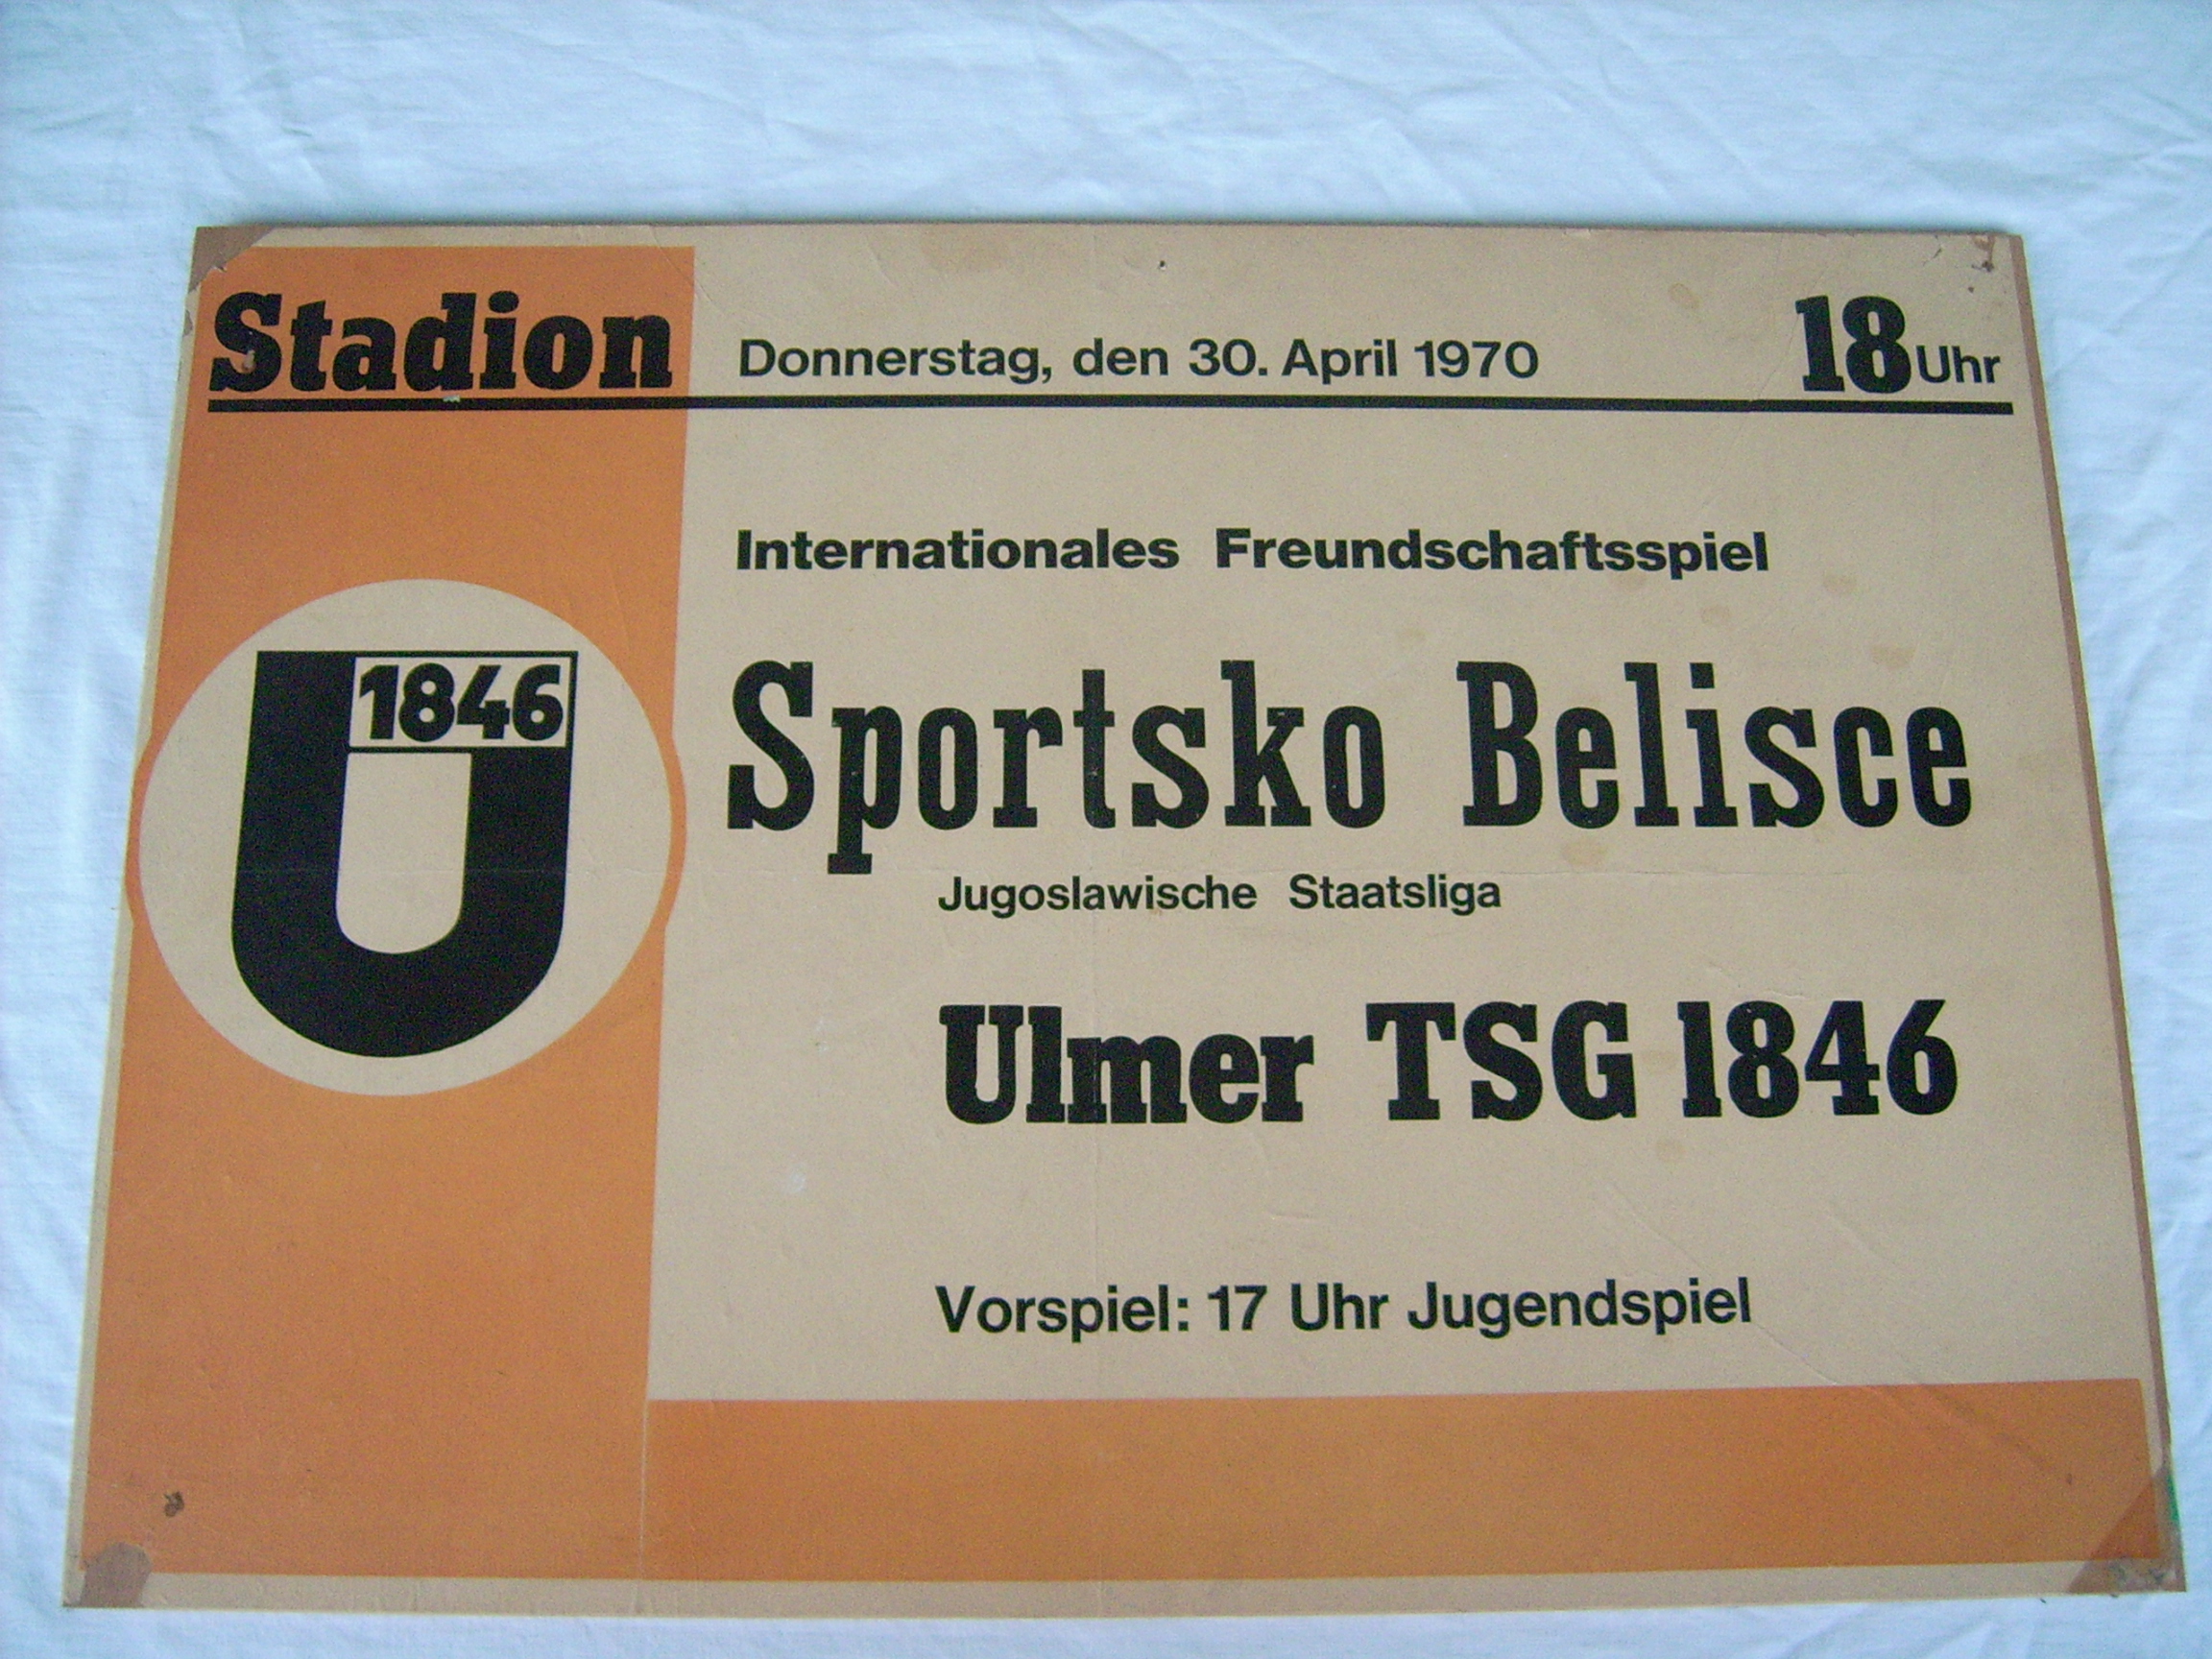 Stadion Donnerstag, den 30. April 1970 18 Uhr
Internationales Freundschaftsspiel
U 1846
Sportsko Belisce
Jugoslawische Staatsliga
Ulmer TSG 1846
Vorspiel: 17 Uhr Jugendspiel